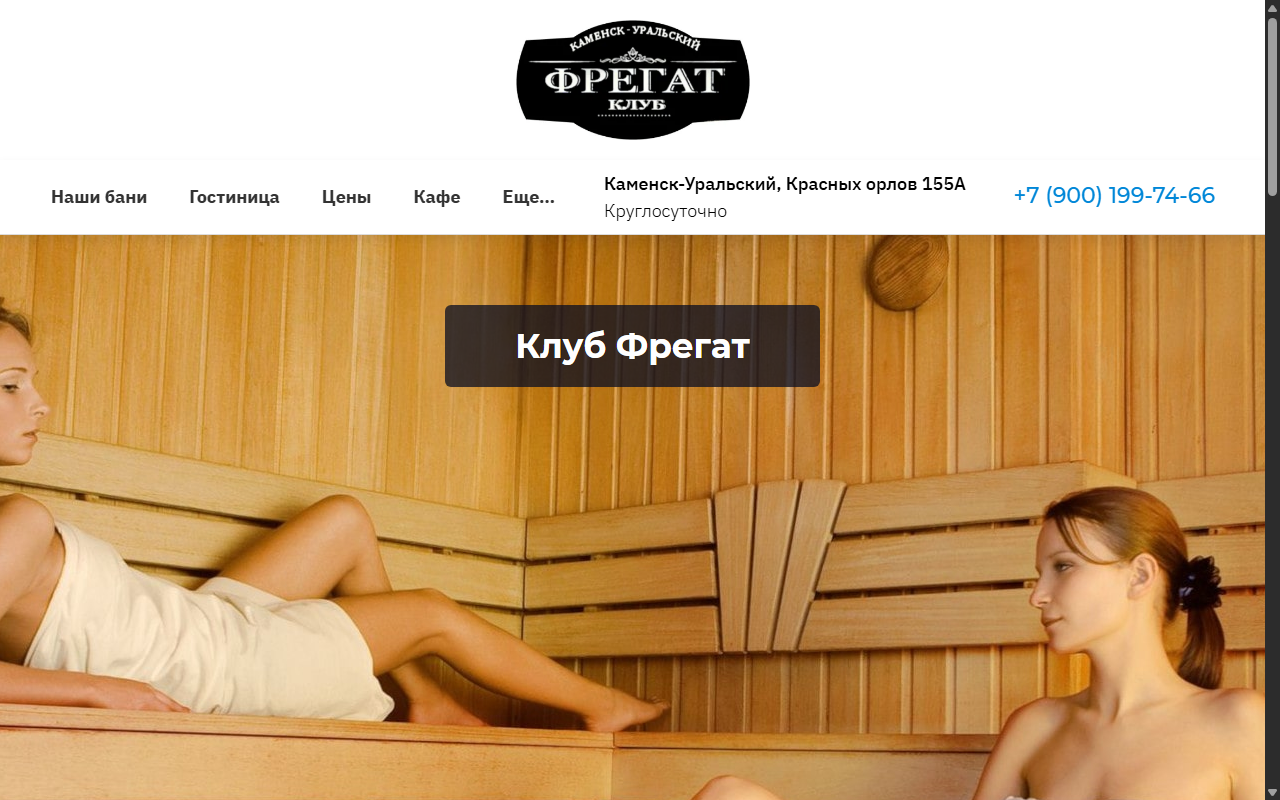 КАМЕНСК - УРАЛЬСКИЙ
ФРЕГАТ
КЛУБ
Наши бани
Гостиница
Цены
Кафе
Еще...
Каменск-Уральский, Красных орлов 155А
Круглосуточно
+7 (900) 199-74-66
Клуб Фрегат